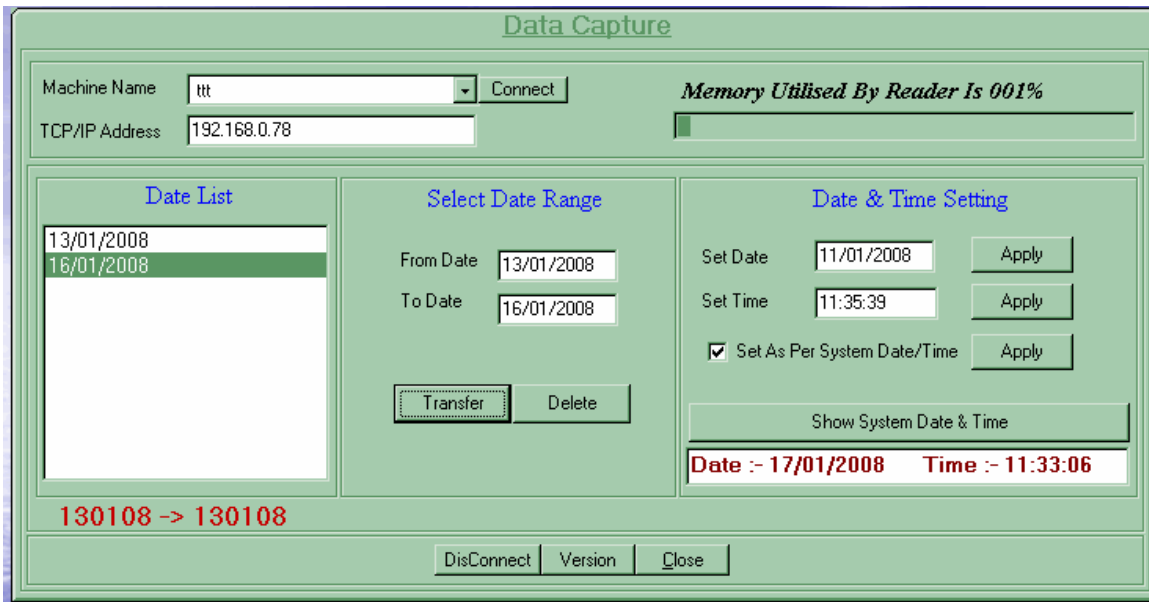 Data Capture
Machine Name ttt Connect
Memory Utilised By Reader Is 001%
TCP/IP Address 192.168.0.78
Date List
13/01/2008
16/01/2008
Select Date Range
From Date 13/01/2008
To Date 16/01/2008
Transfer Delete
Date & Time Setting
Set Date 11/01/2008 Apply
Set Time 11:35:39 Apply
Set As Per System Date/Time Apply
Show System Date & Time
Date :- 17/01/2008 Time :- 11:33:06
130108 -> 130108
DisConnect Version Close